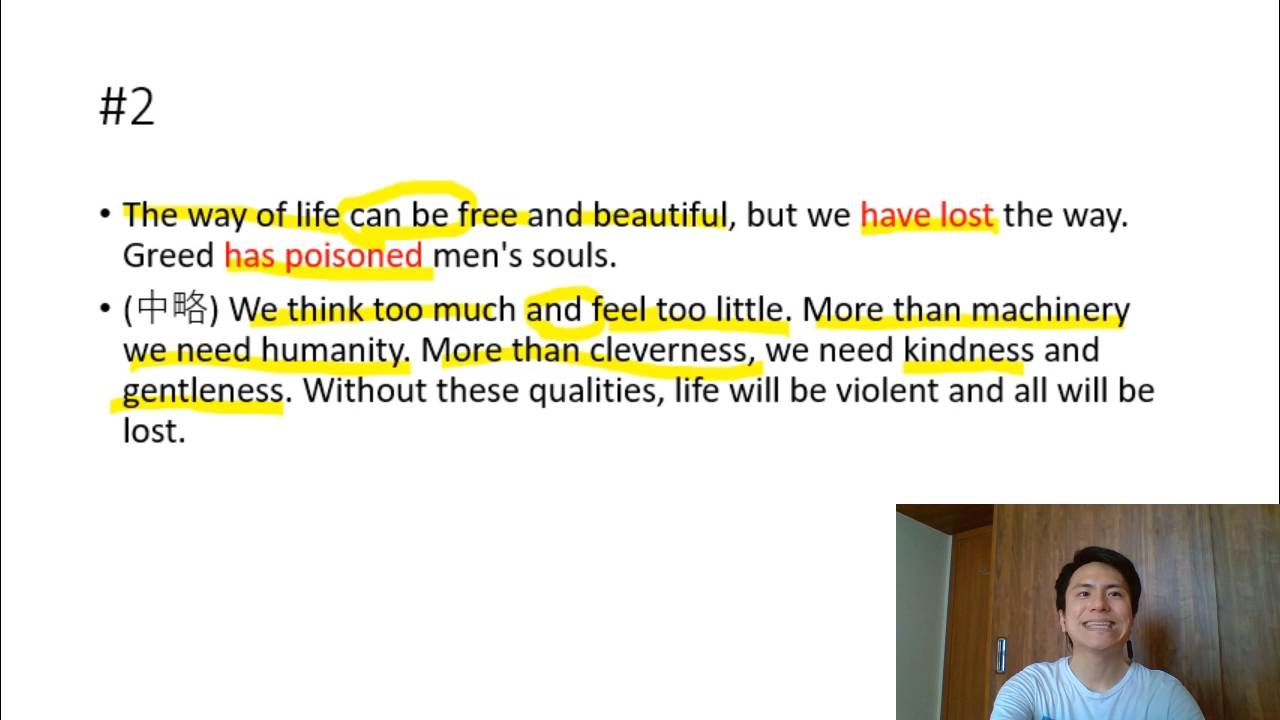 #2
• The way of life can be free and beautiful, but we have lost the way.
Greed has poisoned men's souls.
• (中略) We think too much and feel too little. More than machinery
we need humanity. More than cleverness, we need kindness and
gentleness. Without these qualities, life will be violent and all will be
lost.